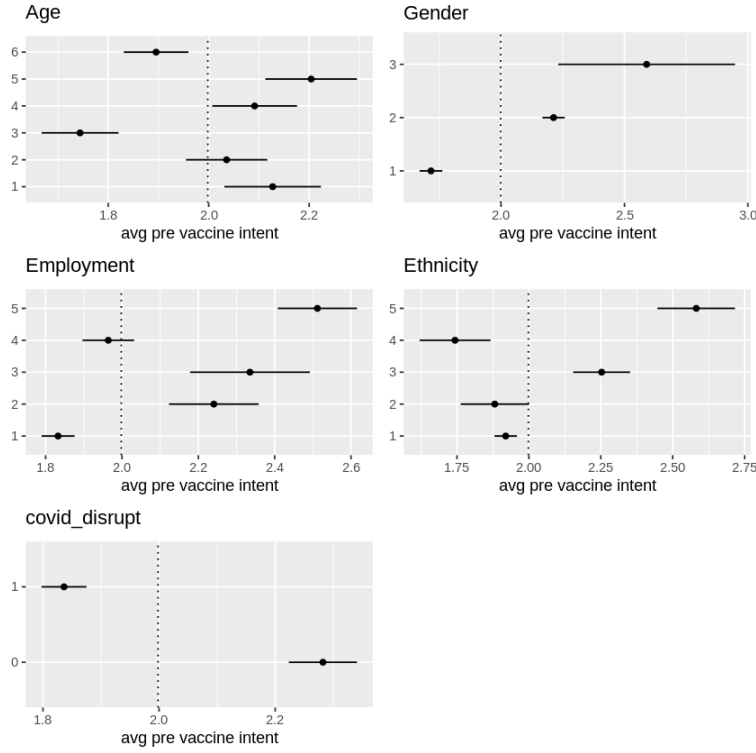 Age
6
5
4
3
2
1
1.8 2.0 2.2
avg pre vaccine intent
Gender
3
2
1
2.0 2.5 3.0
avg pre vaccine intent
Employment
5
4
3
2
1
1.8 2.0 2.2 2.4 2.6
avg pre vaccine intent
Ethnicity
5
4
3
2
1
1.75 2.00 2.25 2.50 2.75
avg pre vaccine intent
covid_disrupt
1
0
1.8 2.0 2.2
avg pre vaccine intent